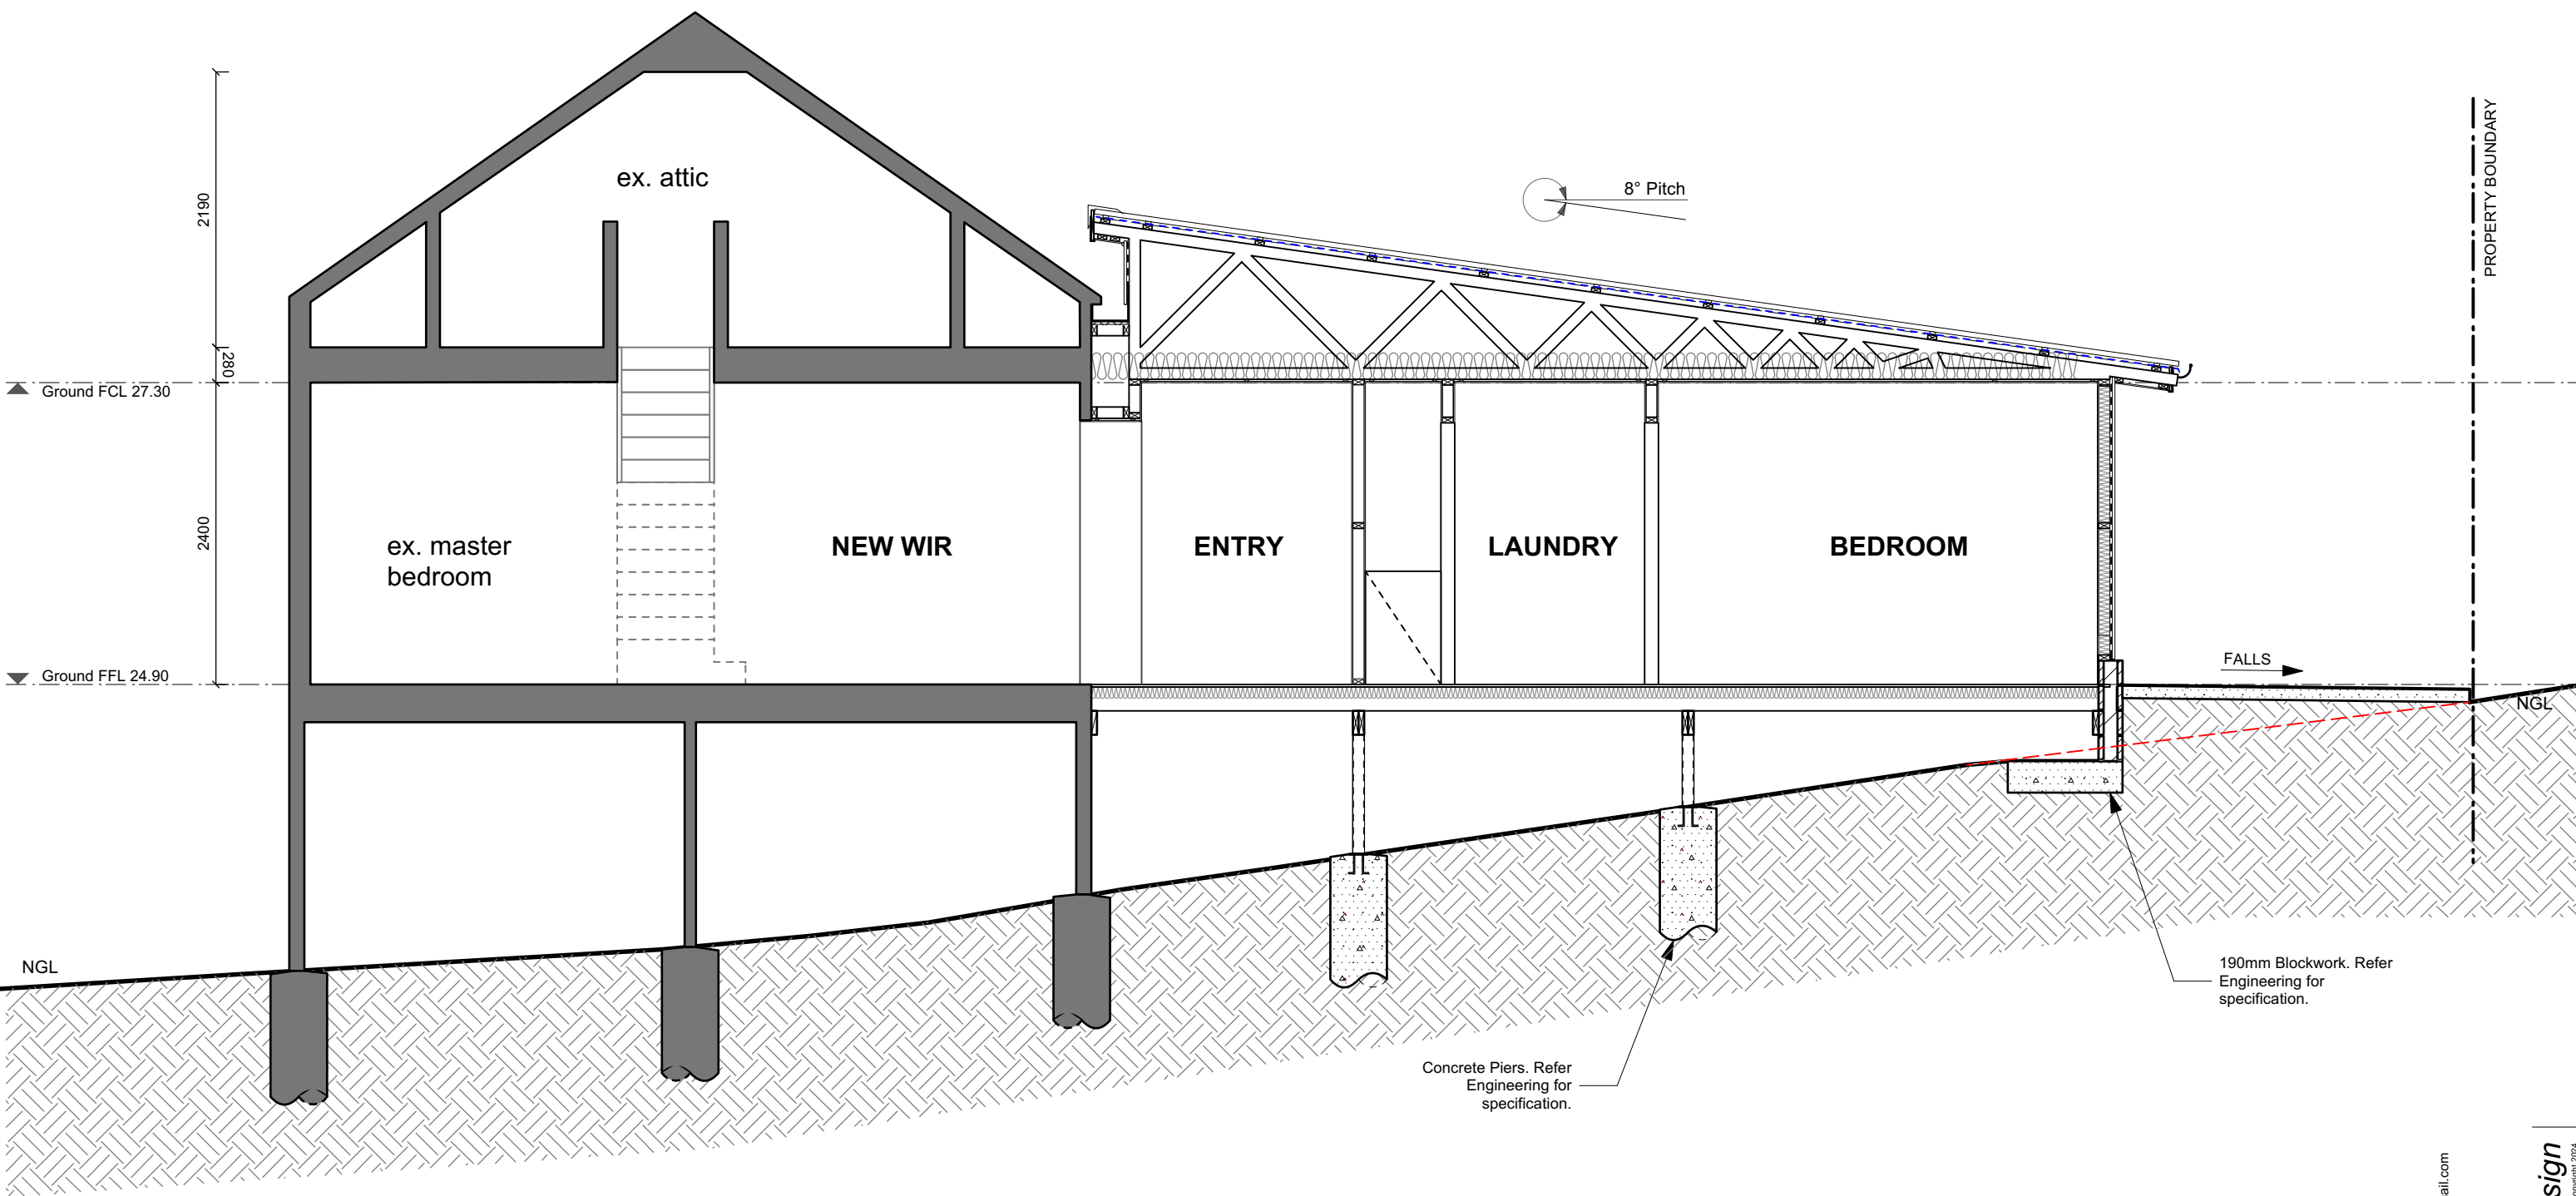 PROPERTY BOUNDARY
ex. attic
8° Pitch
2190
280
Ground FCL 27.30
2400
ex. master
bedroom
NEW WIR
ENTRY
LAUNDRY
BEDROOM
Ground FFL 24.90
FALLS
NGL
NGL
190mm Blockwork. Refer
Engineering for
specification.
Concrete Piers. Refer
Engineering for
specification.
ail.com
sign